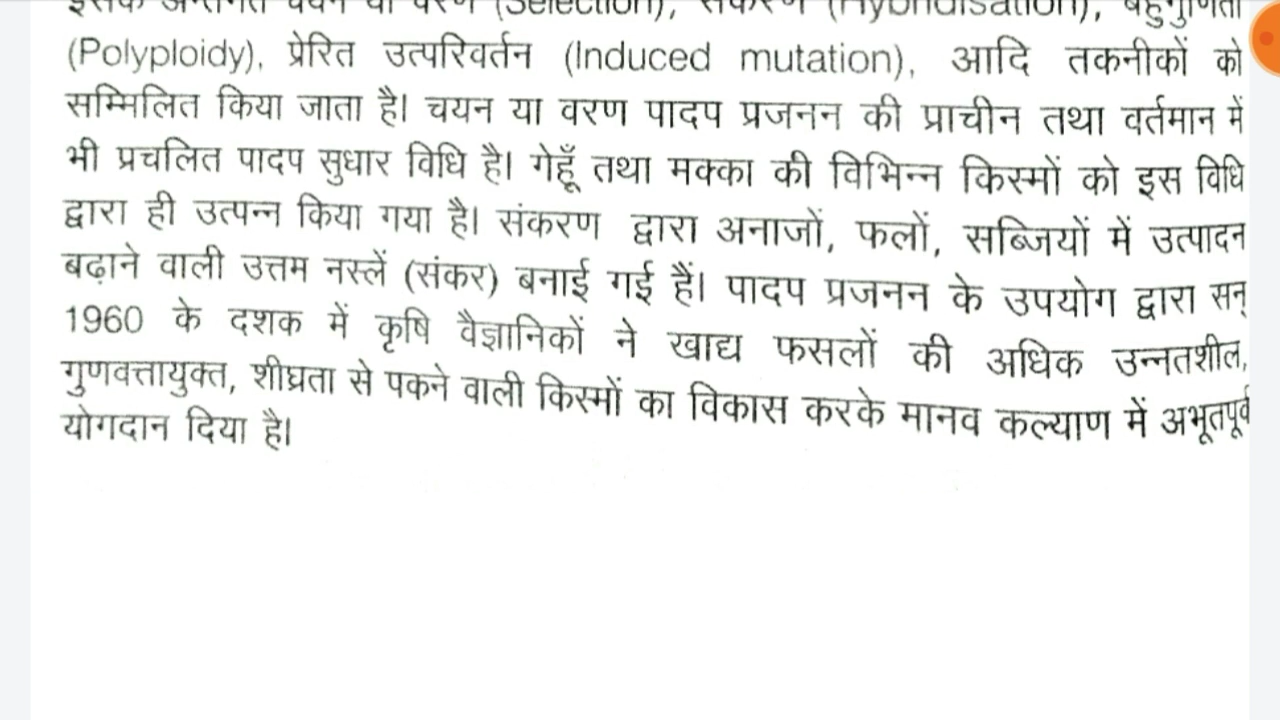 इसके अन्तर्गत चयन या वरण (Selection), संकरण (Hybridisation), बहुगुणिता
(Polyploidy), प्रेरित उत्परिवर्तन (Induced mutation), आदि तकनीकों को
सम्मिलित किया जाता है। चयन या वरण पादप प्रजनन की प्राचीन तथा वर्तमान में
भी प्रचलित पादप सुधार विधि है। गेहूँ तथा मक्का की विभिन्न किस्मों को इस विधि
द्वारा ही उत्पन्न किया गया है। संकरण द्वारा अनाजों, फलों, सब्जियों में उत्पादन
बढ़ाने वाली उत्तम नस्लें (संकर) बनाई गई हैं। पादप प्रजनन के उपयोग द्वारा सन्
1960 के दशक में कृषि वैज्ञानिकों ने खाद्य फसलों की अधिक उन्नतशील,
गुणवत्तायुक्त, शीघ्रता से पकने वाली किस्मों का विकास करके मानव कल्याण में अभूतपूर्व
योगदान दिया है।